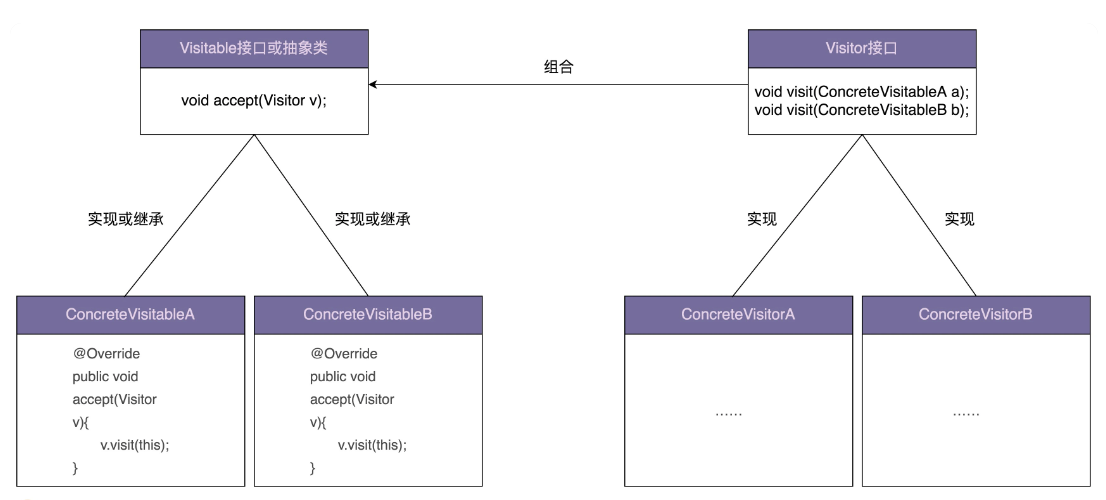 Visitable接口或抽象类
void accept(Visitor v);
组合
Visitor接口
void visit(ConcreteVisitableA a);
void visit(ConcreteVisitableB b);
实现或继承
实现或继承
实现
实现
ConcreteVisitableA
@Override
public void
accept(Visitor
v){
v.visit(this);
}
ConcreteVisitableB
@Override
public void
accept(Visitor
v){
v.visit(this);
}
ConcreteVisitorA
......
ConcreteVisitorB
......